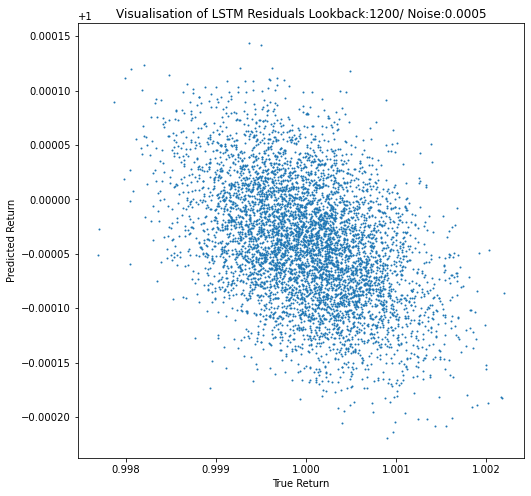 Visualisation of LSTM Residuals Lookback:1200/ Noise:0.0005
+1
0.00015
0.00010
0.00005
0.00000
−0.00005
−0.00010
−0.00015
−0.00020
Predicted Return
0.998 0.999 1.000 1.001 1.002
True Return